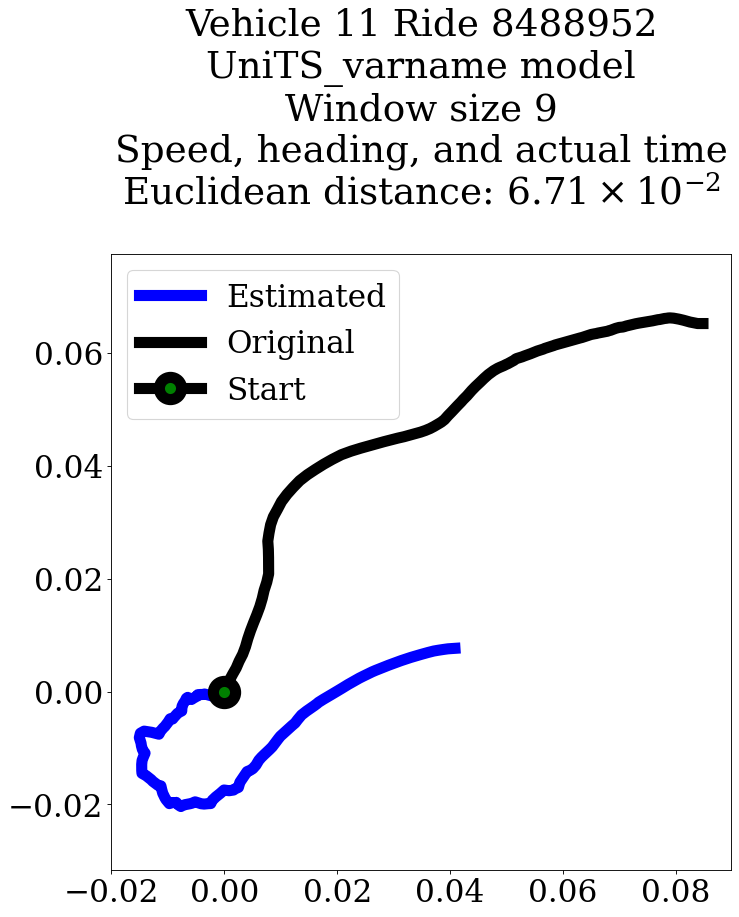 Vehicle 11 Ride 8488952
UniTS_varname model
Window size 9
Speed, heading, and actual time
Euclidean distance: 6.71 × 10⁻²
Estimated
Original
Start
0.06
0.04
0.02
0.00
−0.02
−0.02 0.00 0.02 0.04 0.06 0.08